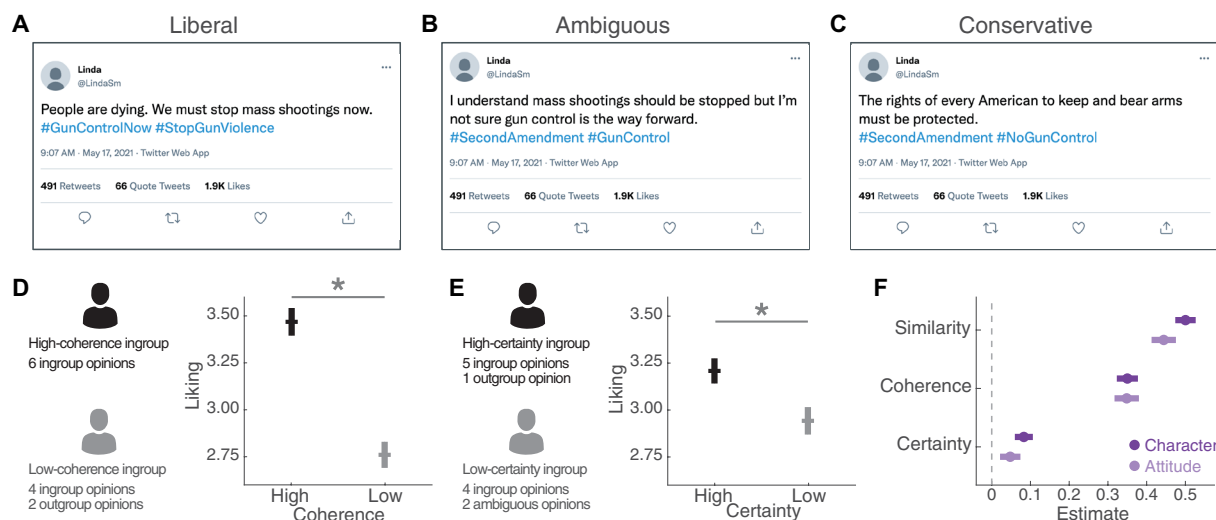 A
Liberal
Linda
@LindaSm
...
People are dying. We must stop mass shootings now.
#GunControlNow #StopGunViolence
9:07 AM · May 17, 2021 · Twitter Web App
491 Retweets 66 Quote Tweets 1.9K Likes
B
Ambiguous
Linda
@LindaSm
...
I understand mass shootings should be stopped but I'm
not sure gun control is the way forward.
#SecondAmendment #GunControl
9:07 AM · May 17, 2021 · Twitter Web App
491 Retweets 66 Quote Tweets 1.9K Likes
C
Conservative
Linda
@LindaSm
...
The rights of every American to keep and bear arms
must be protected.
#SecondAmendment #NoGunControl
9:07 AM · May 17, 2021 · Twitter Web App
491 Retweets 66 Quote Tweets 1.9K Likes
D
High-coherence ingroup
6 ingroup opinions
Low-coherence ingroup
4 ingroup opinions
2 outgroup opinions
Liking
3.50
3.25
3.00
2.75
*
High Low
Coherence
E
High-certainty ingroup
5 ingroup opinions
1 outgroup opinion
Low-certainty ingroup
4 ingroup opinions
2 ambiguous opinions
Liking
3.50
3.25
3.00
2.75
*
High Low
Certainty
F
Similarity
Coherence
Certainty
Character
Attitude
0 0.1 0.2 0.3 0.4 0.5
Estimate